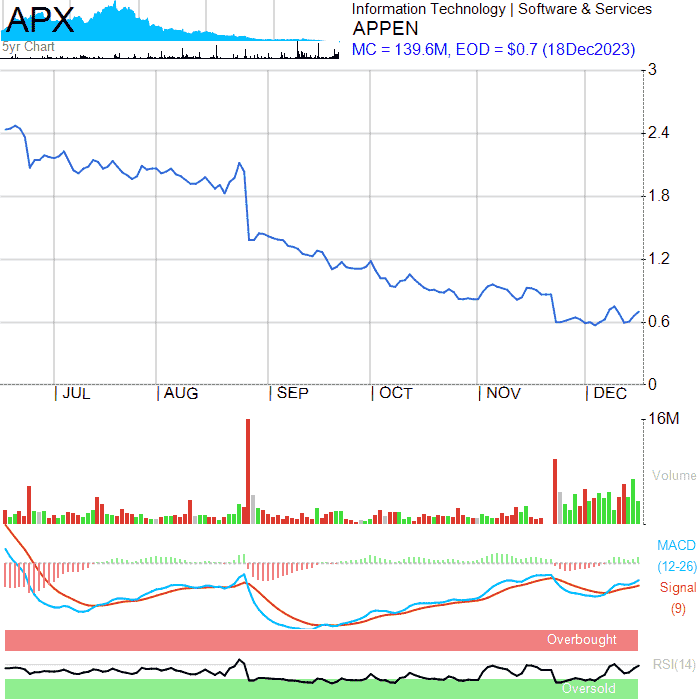 APX
5yr Chart
Information Technology | Software & Services
APPEN
MC = 139.6M, EOD = $0.7 (18Dec2023)
3
2.4
1.8
1.2
0.6
0
| JUL | AUG | SEP | OCT | NOV | DEC
16M
Volume
MACD
(12-26)
Signal
(9)
Overbought
RSI(14)
Oversold